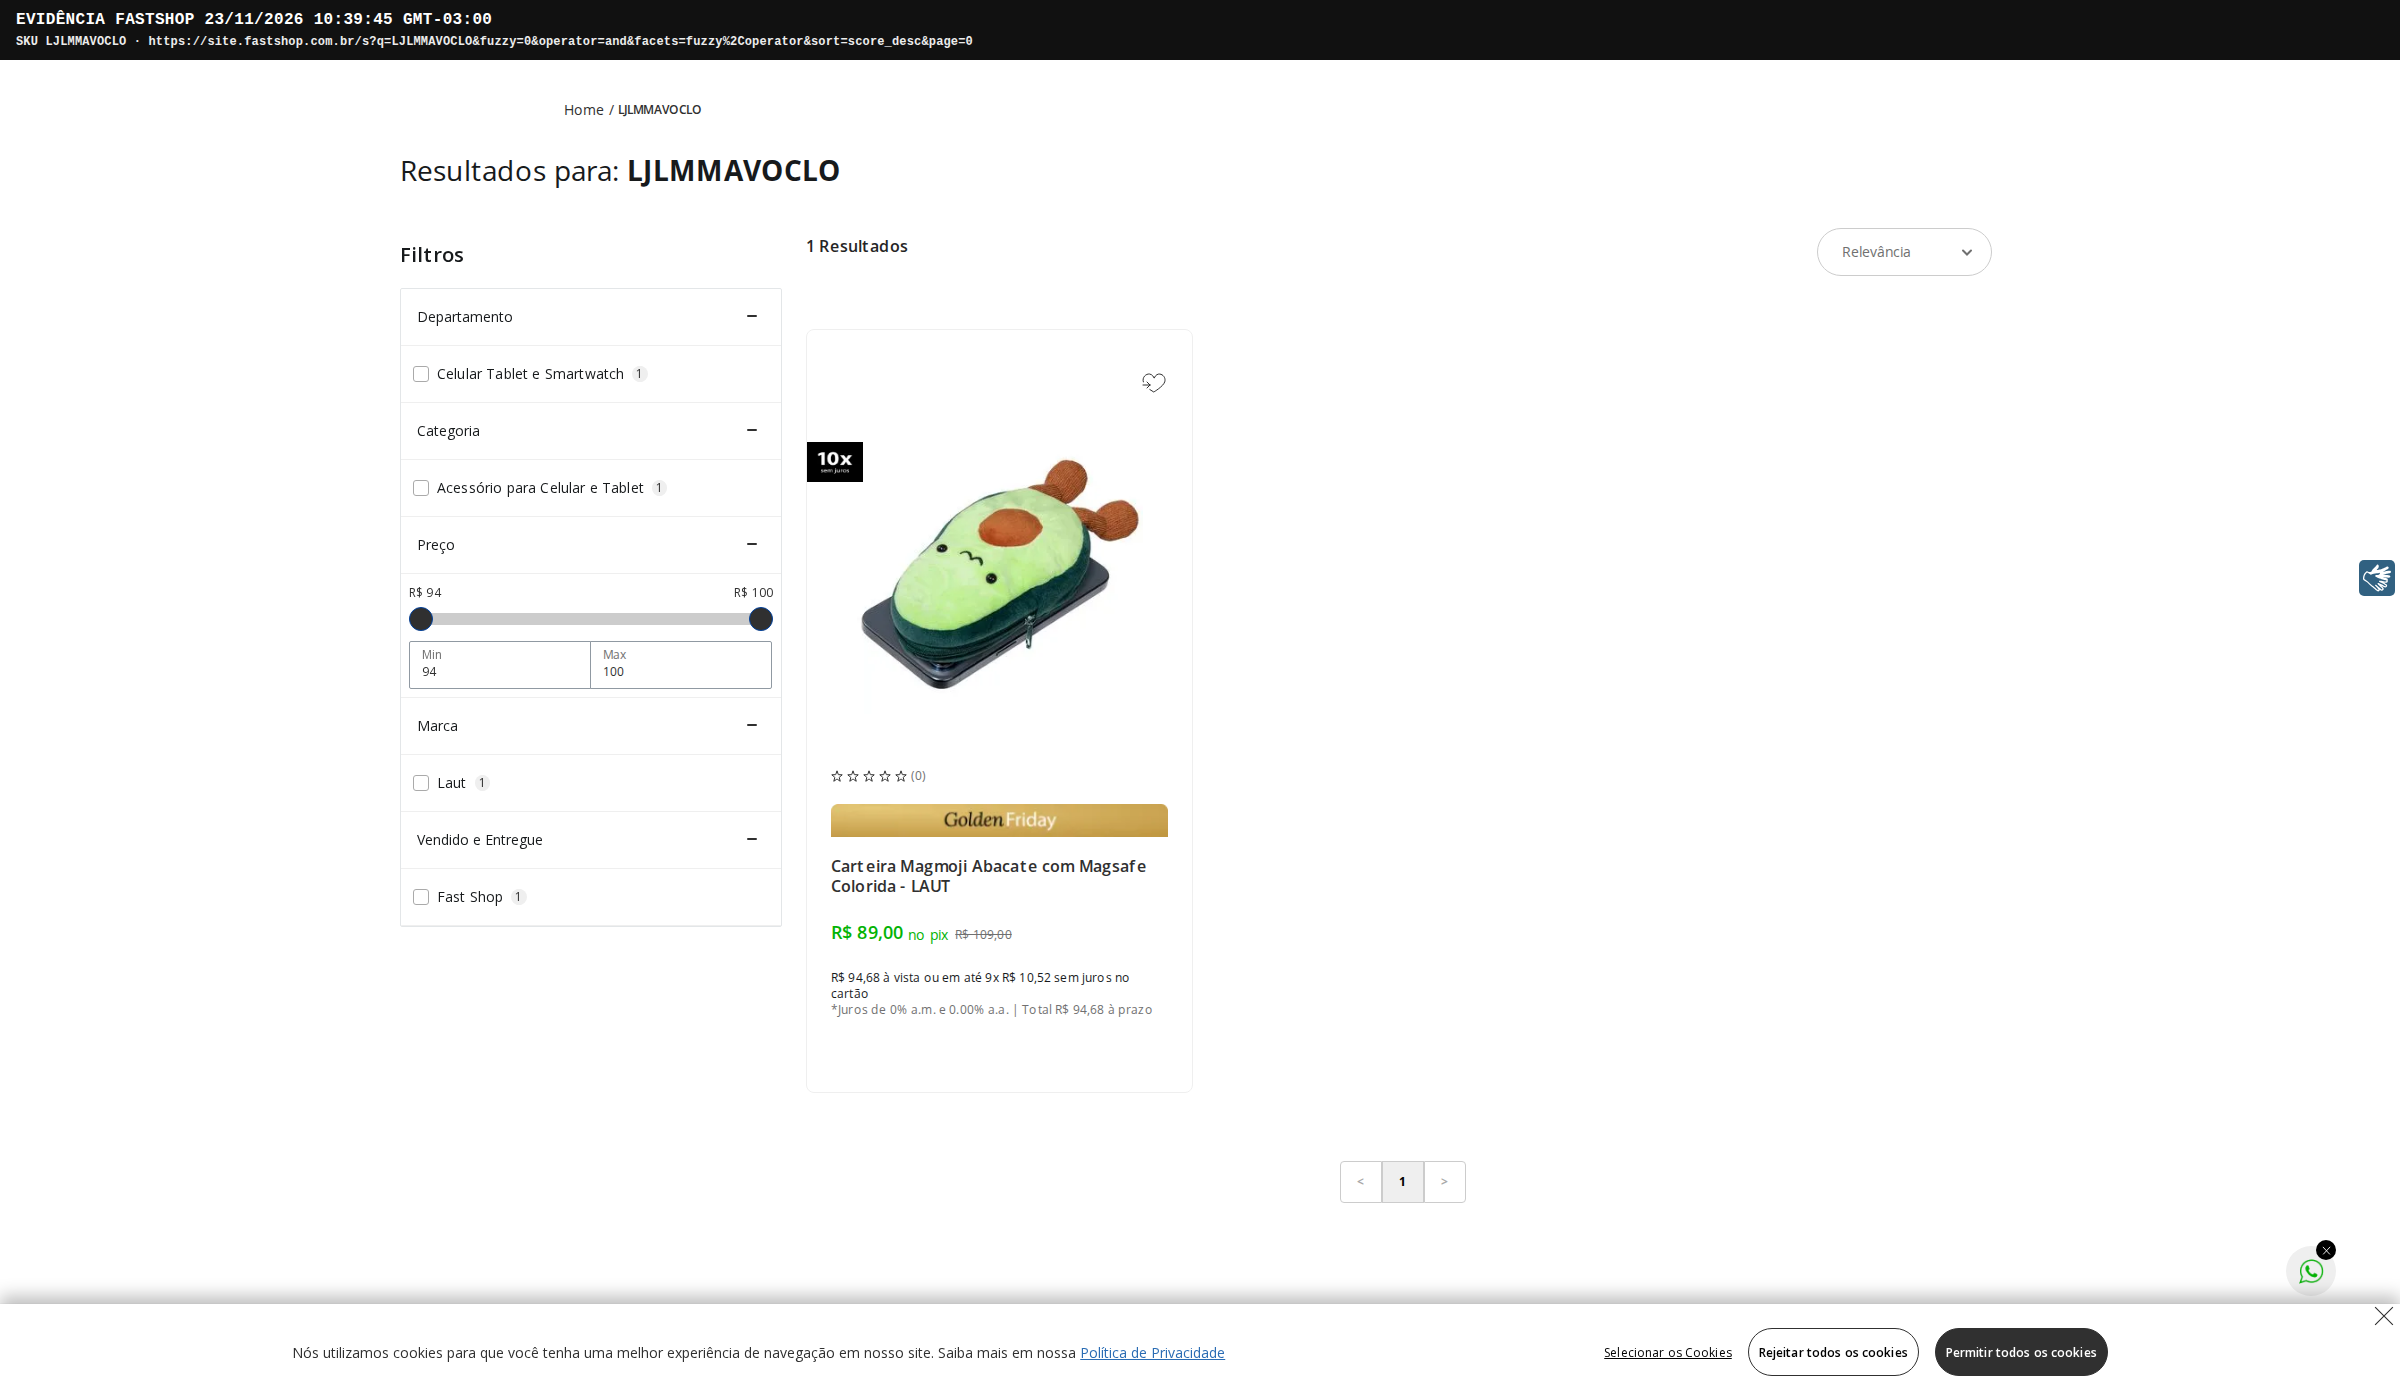 EVIDÊNCIA FASTSHOP 23/11/2026 10:39:45 GMT-03:00
SKU LJLMMAVOCLO · https://site.fastshop.com.br/s?q=LJLMMAVOCLO&fuzzy=0&operator=and&facets=fuzzy%2Coperator&sort=score_desc&page=0
Home / LJLMMAVOCLO
Resultados para: LJLMMAVOCLO
Filtros
1 Resultados
Relevância
Departamento
Celular Tablet e Smartwatch 1
Categoria
Acessório para Celular e Tablet 1
Preço
R$ 94 R$ 100
Min Max
94 100
Marca
Laut 1
Vendido e Entregue
Fast Shop 1
10x
sem juros
(0)
Golden Friday
Carteira Magmoji Abacate com Magsafe
Colorida - LAUT
R$ 89,00 no pix R$ 109,00
R$ 94,68 à vista ou em até 9x R$ 10,52 sem juros no
cartão
*Juros de 0% a.m. e 0.00% a.a. | Total R$ 94,68 à prazo
< 1 >
Nós utilizamos cookies para que você tenha uma melhor experiência de navegação em nosso site. Saiba mais em nossa Política de Privacidade
Selecionar os Cookies
Rejeitar todos os cookies
Permitir todos os cookies